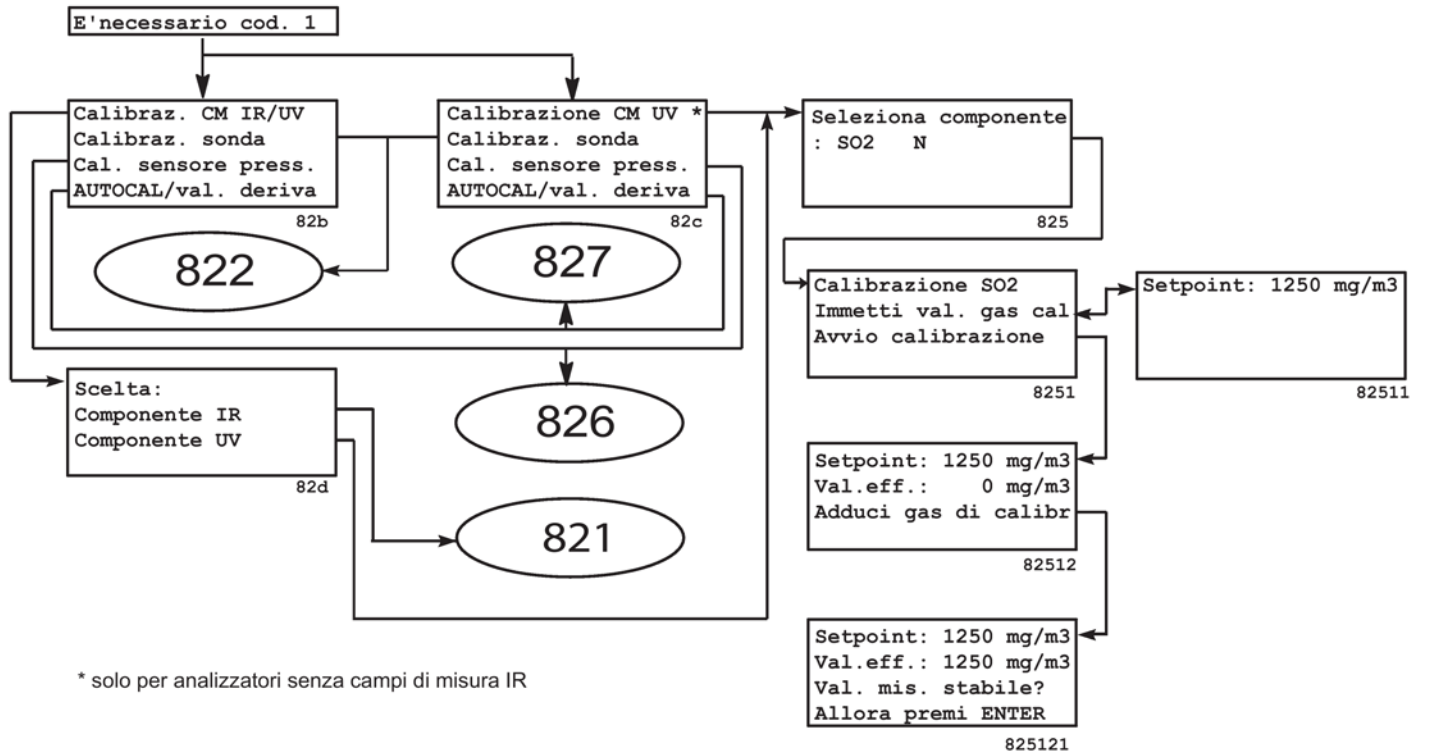 E'necessario cod. 1
Calibraz. CM IR/UV
Calibraz. sonda
Cal. sensore press.
AUTOCAL/val. deriva
82b
Calibrazione CM UV *
Calibraz. sonda
Cal. sensore press.
AUTOCAL/val. deriva
82c
Seleziona componente
: SO2 N
825
822
827
Calibrazione SO2
Immetti val. gas cal
Avvio calibrazione
8251
Setpoint: 1250 mg/m3
82511
Scelta:
Componente IR
Componente UV
82d
826
821
Setpoint: 1250 mg/m3
Val.eff.: 0 mg/m3
Adduci gas di calibr
82512
Setpoint: 1250 mg/m3
Val.eff.: 1250 mg/m3
Val. mis. stabile?
Allora premi ENTER
825121
* solo per analizzatori senza campi di misura IR